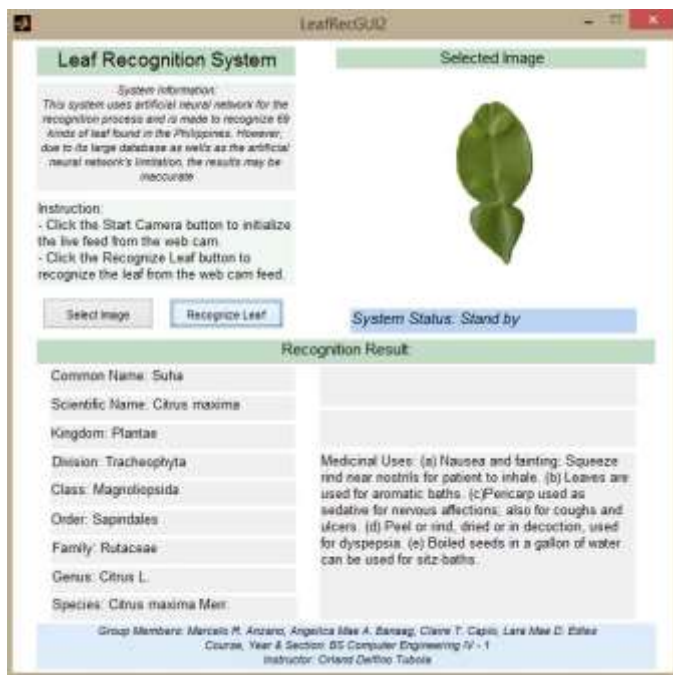 LeafRecGUI2
Leaf Recognition System
System Information:
This system uses artificial neural network for the
recognition process and is made to recognize 69
kinds of leaf found in the Philippines. However,
due to its large database as wells as the artificial
neural network's limitation, the results may be
inaccurate
Instruction:
- Click the Start Camera button to initialize
the live feed from the web cam.
- Click the Recognize Leaf button to
recognize the leaf from the web cam feed.
Select Image
Recognize Leaf
Selected Image
System Status: Stand by
Recognition Result:
Common Name: Suha
Scientific Name: Citrus maxima
Kingdom: Plantae
Division: Tracheophyta
Class: Magnoliopsida
Order: Sapindales
Family: Rutaceae
Genus: Citrus L.
Species: Citrus maxima Merr.
Medicinal Uses: (a) Nausea and fainting: Squeeze
rind near nostrils for patient to inhale. (b) Leaves are
used for aromatic baths. (c)Pericarp used as
sedative for nervous affections; also for coughs and
ulcers. (d) Peel or rind, dried or in decoction, used
for dyspepsia. (e) Boiled seeds in a gallon of water
can be used for sitz-baths.
Group Members: Marcelo R. Anzano, Angelica Mae A. Banaag, Claire T. Capio, Lara Mae D.
Course, Year & Section: BS Computer Engineering IV - 1
Instructor: Orland Delfino Tubola